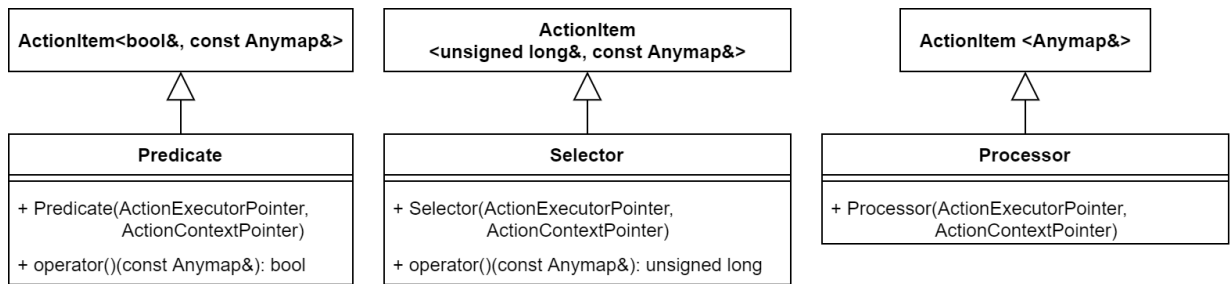 ActionItem<bool&, const Anymap&>
Predicate
+ Predicate(ActionExecutorPointer,
ActionContextPointer)
+ operator()(const Anymap&): bool
ActionItem
<unsigned long&, const Anymap&>
Selector
+ Selector(ActionExecutorPointer,
ActionContextPointer)
+ operator()(const Anymap&): unsigned long
ActionItem <Anymap&>
Processor
+ Processor(ActionExecutorPointer,
ActionContextPointer)